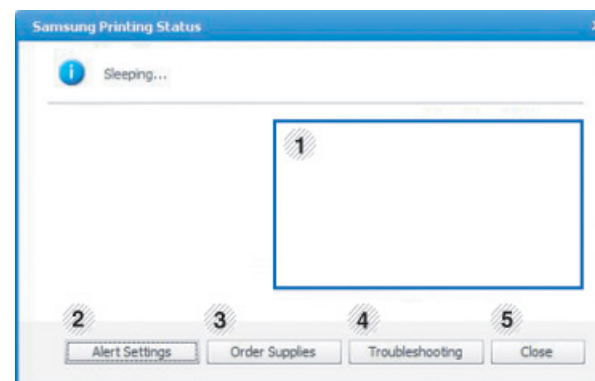 Samsung Printing Status
Sleeping...
1
2 3 4 5
Alert Settings Order Supplies Troubleshooting Close